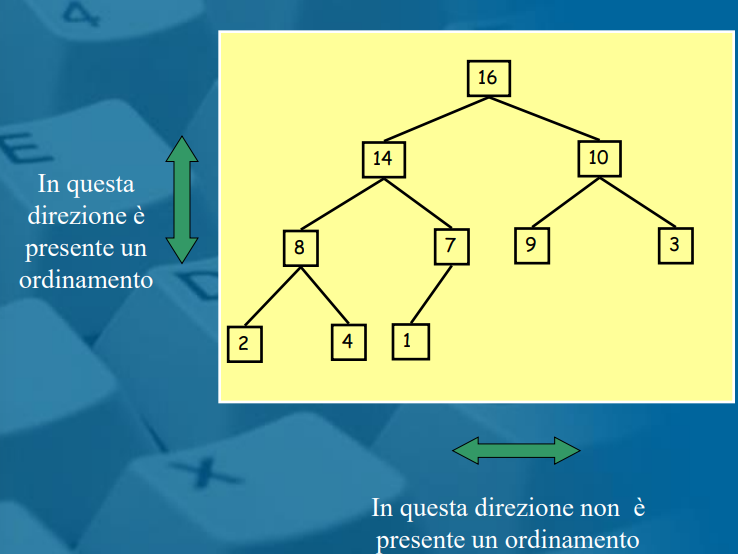 4
E
D
X
In questa
direzione è
presente un
ordinamento
16
14
10
8
7
9
3
2
4
1
In questa direzione non è
presente un ordinamento